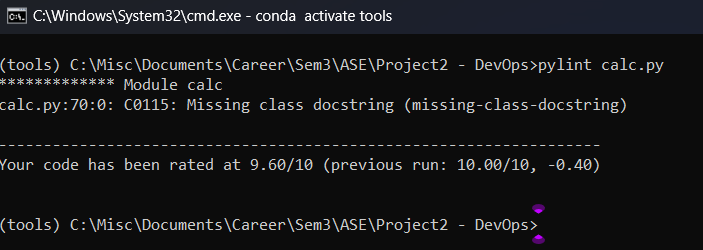 C:\Windows\System32\cmd.exe - conda  activate tools
(tools) C:\Misc\Documents\Career\Sem3\ASE\Project2 - DevOps>pylint calc.py
************* Module calc
calc.py:70:0: C0115: Missing class docstring (missing-class-docstring)
------------------------------------------------------------------
Your code has been rated at 9.60/10 (previous run: 10.00/10, -0.40)
(tools) C:\Misc\Documents\Career\Sem3\ASE\Project2 - DevOps>